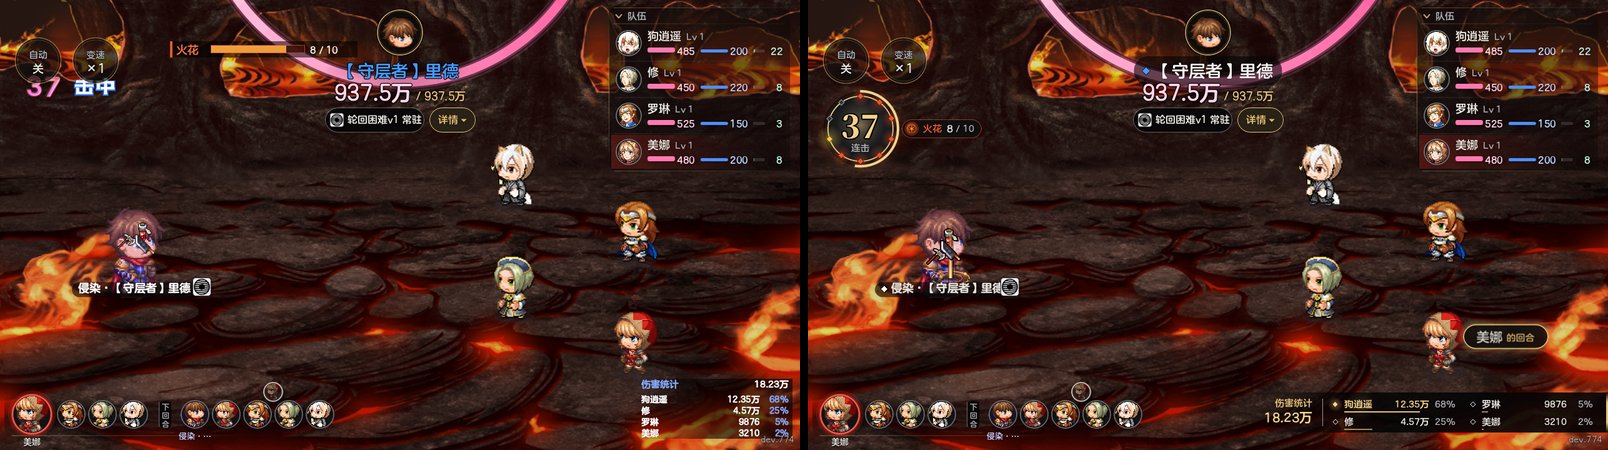 自动
关
变速
×1
37 击中
火花 8 / 10
【守层者】里德
937.5万 / 937.5万
轮回困难v1 常驻
详情
队伍
狗逍遥 Lv 1
485 200 22
修 Lv 1
450 220 8
罗琳 Lv 1
525 150 3
美娜 Lv 1
480 200 8
侵染·【守层者】里德
美娜
下回合
侵染·…
伤害统计 18.23万
狗逍遥 12.35万 68%
修 4.57万 25%
罗琳 9876 5%
美娜 3210 2%
dev.774
自动
关
变速
×1
37
连击
火花 8 / 10
【守层者】里德
937.5万 / 937.5万
轮回困难v1 常驻
详情
队伍
狗逍遥 Lv 1
485 200 22
修 Lv 1
450 220 8
罗琳 Lv 1
525 150 3
美娜 Lv 1
480 200 8
侵染·【守层者】里德
美娜 的回合
美娜
下回合
侵染·…
伤害统计
18.23万
狗逍遥 12.35万 68%
罗琳 9876 5%
修 4.57万 25%
美娜 3210 2%
dev.774